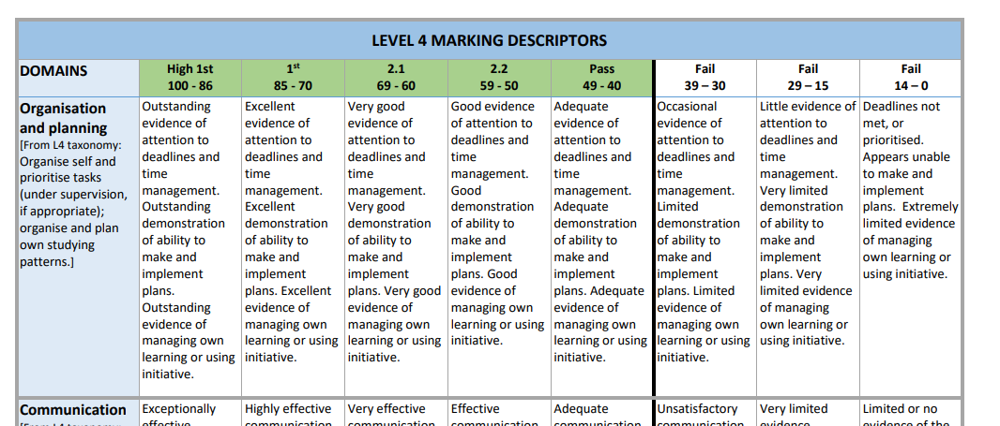 LEVEL 4 MARKING DESCRIPTORS
DOMAINS
High 1st
100 - 86
1st
85 - 70
2.1
69 - 60
2.2
59 - 50
Pass
49 - 40
Fail
39 – 30
Fail
29 – 15
Fail
14 – 0
Organisation
and planning
[From L4 taxonomy:
Organise self and
prioritise tasks
(under supervision,
if appropriate);
organise and plan
own studying
patterns.]
Outstanding
evidence of
attention to
deadlines and
time
management.
Outstanding
demonstration
of ability to
make and
implement
plans.
Outstanding
evidence of
managing own
learning or using
initiative.
Excellent
evidence of
attention to
deadlines and
time
management.
Excellent
demonstration
of ability to
make and
implement
plans. Excellent
evidence of
managing own
learning or using
initiative.
Very good
evidence of
attention to
deadlines and
time
management.
Very good
demonstration
of ability to
make and
implement
plans. Very good
evidence of
managing own
learning or using
initiative.
Good evidence
of attention to
deadlines and
time
management.
Good
demonstration
of ability to
make and
implement
plans. Good
evidence of
managing own
learning or using
initiative.
Adequate
evidence of
attention to
deadlines and
time
management.
Adequate
demonstration
of ability to
make and
implement
plans. Adequate
evidence of
managing own
learning or using
initiative.
Occasional
evidence of
attention to
deadlines and
time
management.
Limited
demonstration
of ability to
make and
implement
plans. Limited
evidence of
managing own
learning or using
initiative.
Little evidence of
attention to
deadlines and
time
management.
Very limited
demonstration
of ability to
make and
implement
plans. Very
limited evidence
of managing
own learning or
using initiative.
Deadlines not
met, or
prioritised.
Appears unable
to make and
implement
plans. Extremely
limited evidence
of managing
own learning or
using initiative.
Communication
Exceptionally
effective
Highly effective
communication
Very effective
communication
Effective
communication
Adequate
communication
Unsatisfactory
communication
Very limited
evidence
Limited or no
evidence of the